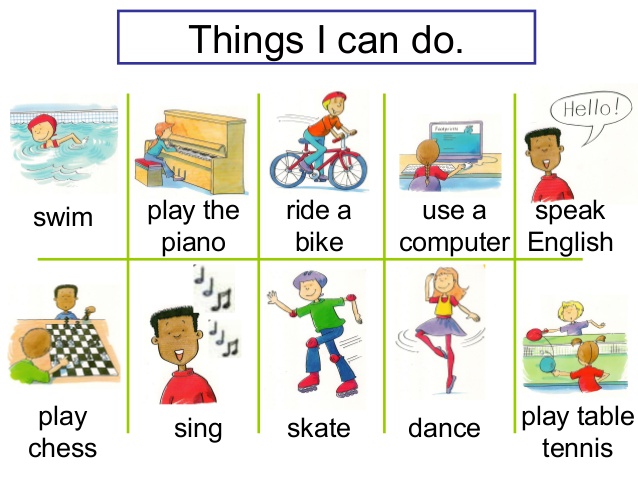 Things I can do.
Hello!
swim
play the
piano
ride a
bike
use a
computer
speak
English
play
chess
sing
skate
dance
play table
tennis